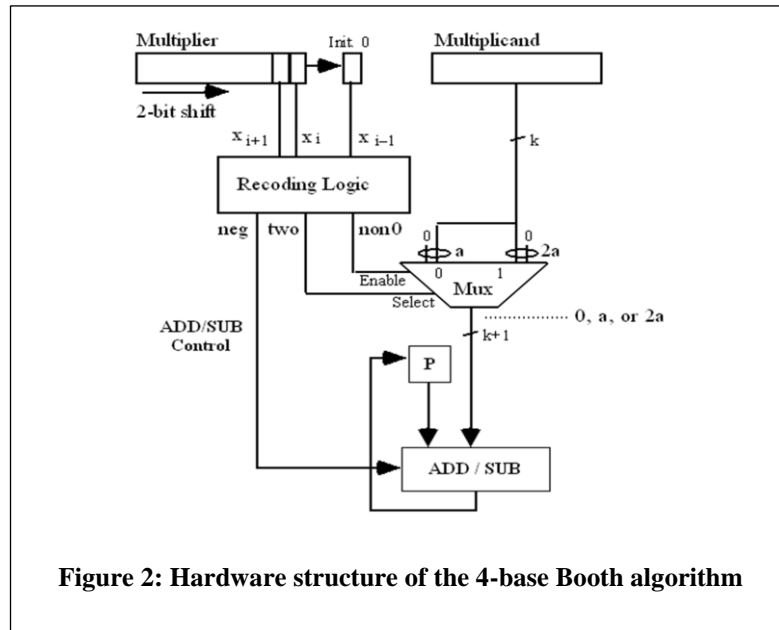 Multiplier
Init. 0
Multiplicand
2-bit shift
x i+1
x i
x i–1
k
Recoding Logic
neg two non0
0 a 0 2a
0 1
Enable
Mux
Select
0, a, or 2a
k+1
ADD/SUB
Control
P
ADD / SUB
Figure 2: Hardware structure of the 4-base Booth algorithm